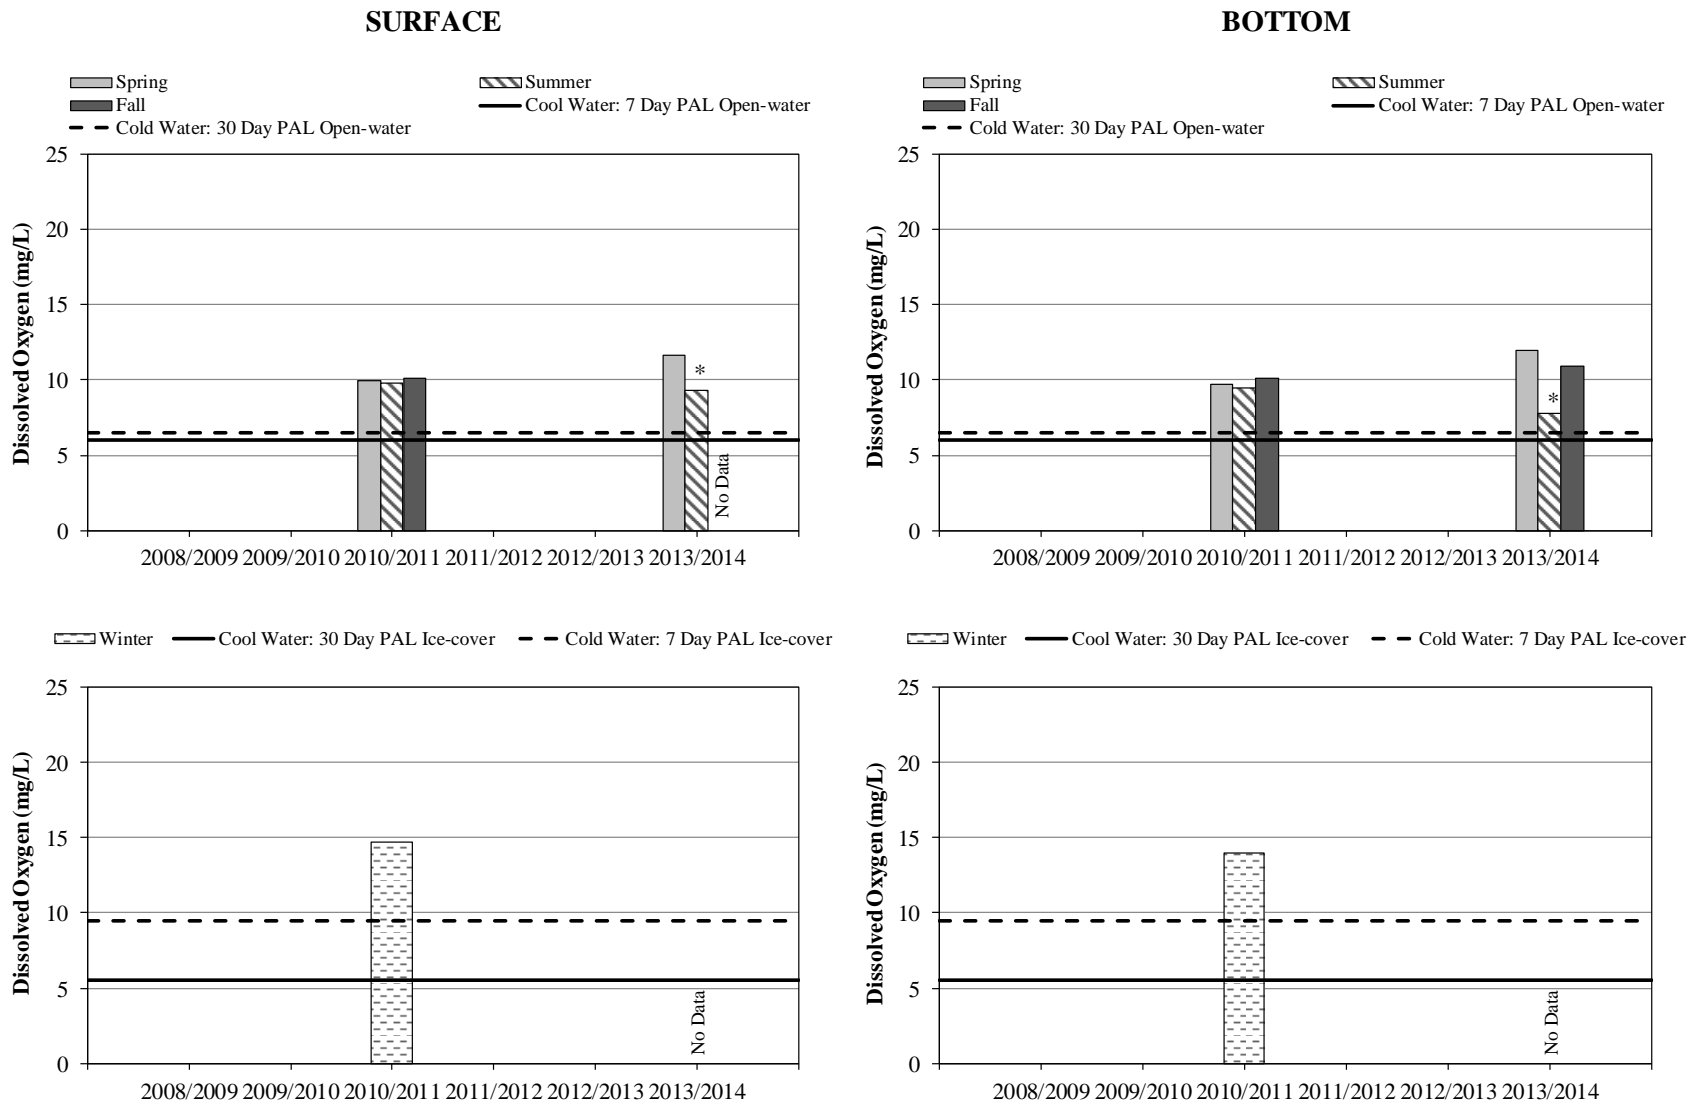 SURFACE
BOTTOM
Spring
Summer
Fall
Cool Water: 7 Day PAL Open-water
Cold Water: 30 Day PAL Open-water
25
20
15
10
5
0
Dissolved Oxygen (mg/L)
*
No Data
2008/2009 2009/2010 2010/2011 2011/2012 2012/2013 2013/2014
Spring
Summer
Fall
Cool Water: 7 Day PAL Open-water
Cold Water: 30 Day PAL Open-water
25
20
15
10
5
0
Dissolved Oxygen (mg/L)
*
2008/2009 2009/2010 2010/2011 2011/2012 2012/2013 2013/2014
Winter Cool Water: 30 Day PAL Ice-cover Cold Water: 7 Day PAL Ice-cover
25
20
15
10
5
0
Dissolved Oxygen (mg/L)
No Data
2008/2009 2009/2010 2010/2011 2011/2012 2012/2013 2013/2014
Winter Cool Water: 30 Day PAL Ice-cover Cold Water: 7 Day PAL Ice-cover
25
20
15
10
5
0
Dissolved Oxygen (mg/L)
No Data
2008/2009 2009/2010 2010/2011 2011/2012 2012/2013 2013/2014